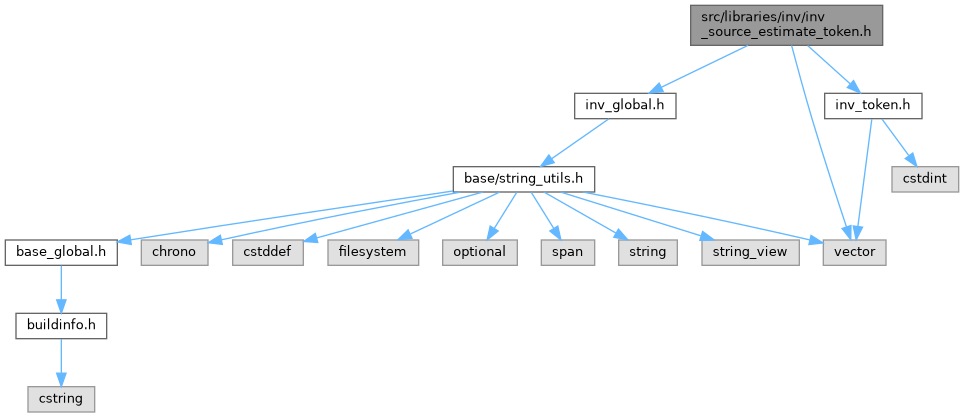 src/libraries/inv/inv
_source_estimate_token.h
inv_global.h
inv_token.h
base/string_utils.h
cstdint
base_global.h
chrono
cstddef
filesystem
optional
span
string
string_view
vector
buildinfo.h
cstring